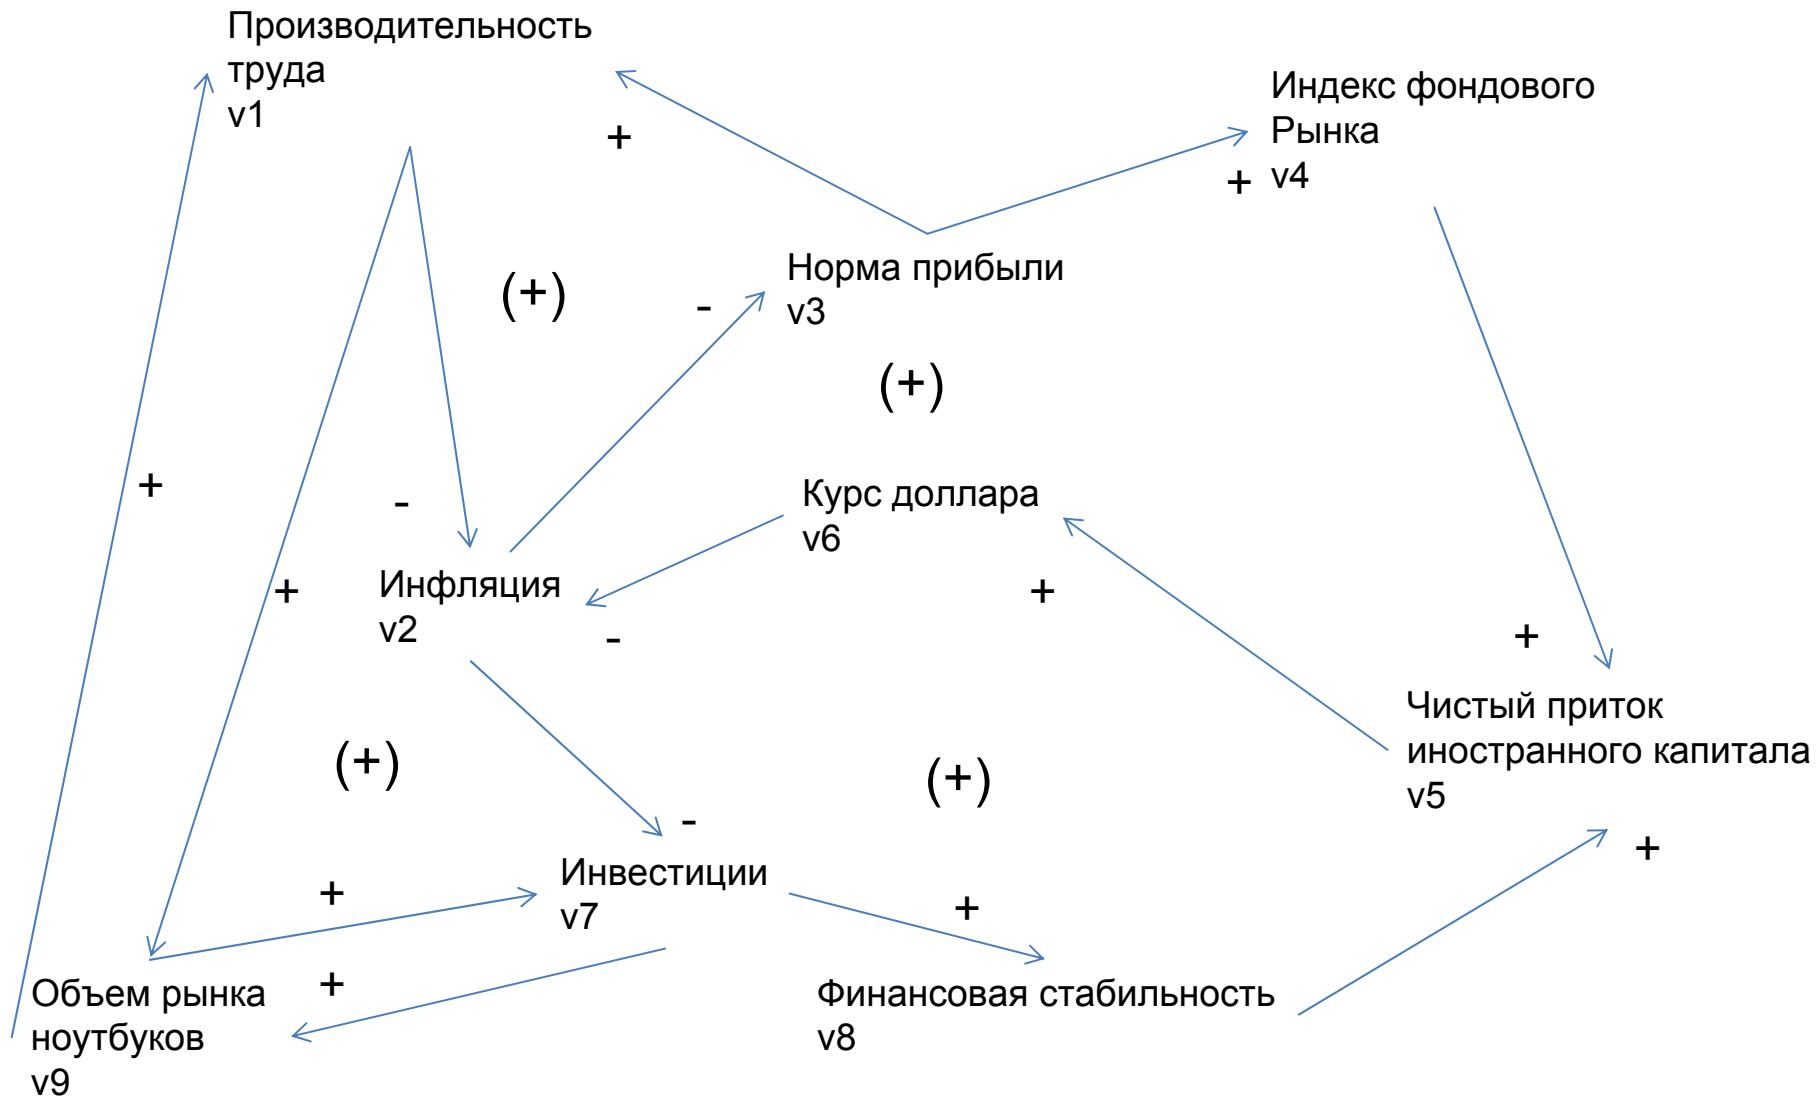 Производительность
труда
v1
+
Индекс фондового
Рынка
v4
+
(+)
-
Норма прибыли
v3
(+)
+
-
Курс доллара
v6
+
Инфляция
v2
-
+
+
Чистый приток
иностранного капитала
v5
(+)
(+)
-
+
Инвестиции
v7
+
+
Объем рынка
ноутбуков
v9
+
Финансовая стабильность
v8